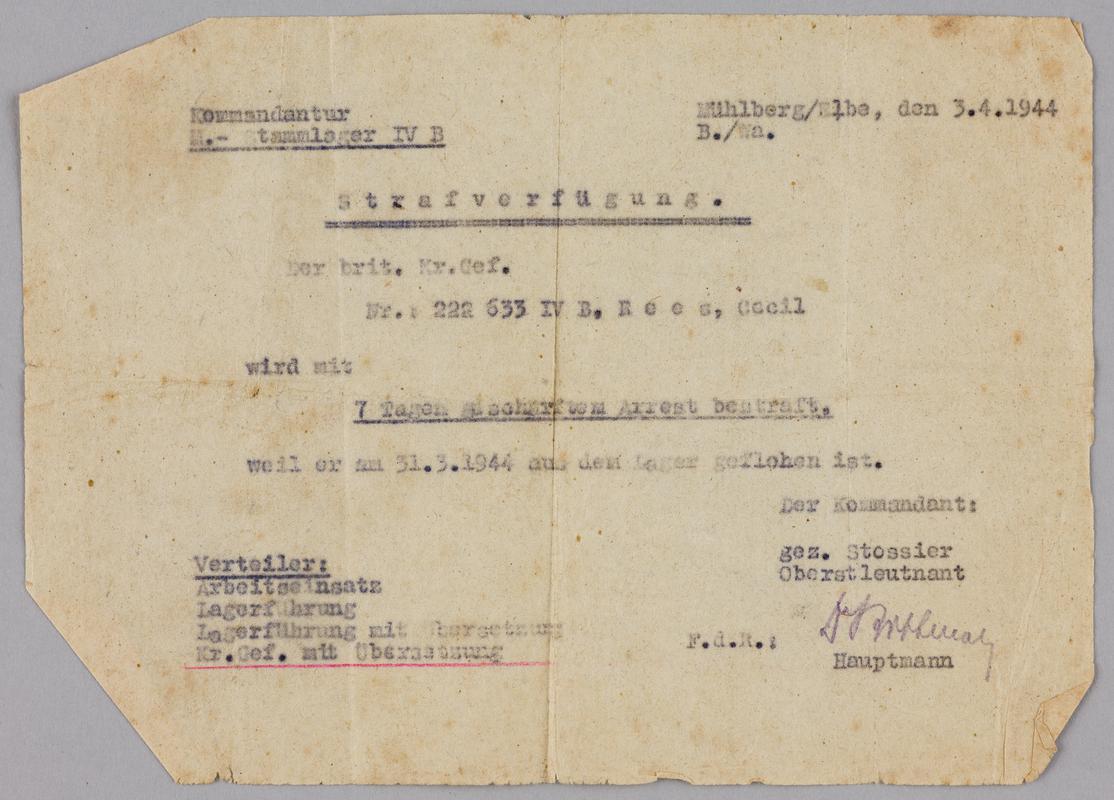 Kommandantur
M.- Stammlager IV B
Mühlberg/Elbe, den 3.4.1944
B./Wa.
S t r a f v e r f ü g u n g .
Der brit. Kr.Gef.
Nr.: 222 633 IV B, R e e s, Cecil
wird mit
7 Tagen geschärftem Arrest bestraft,
weil er am 31.3.1944 aus dem Lager geflohen ist.
Der Kommandant:
gez. Stossier
Oberstleutnant
Verteiler:
Arbeitseinsatz
Lagerführung
Lagerführung mit Übersetzung
Kr.Gef. mit Übersetzung
F.d.R.:
Hauptmann